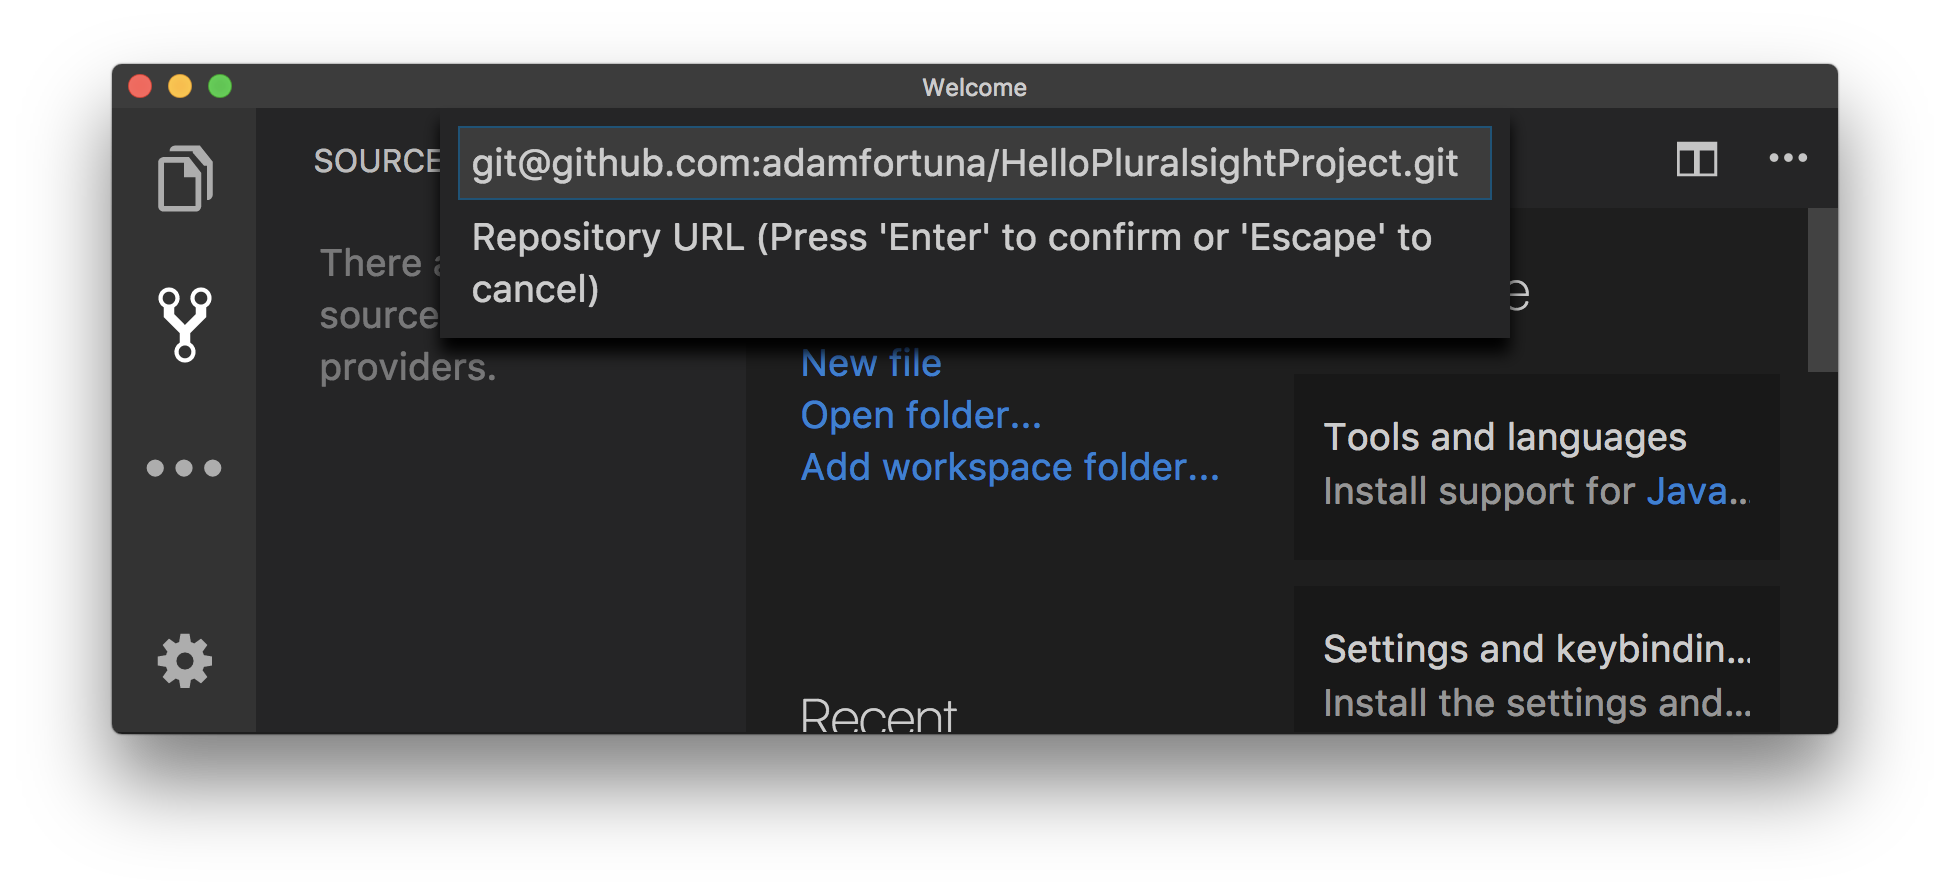 Welcome
SOURCE
git@github.com:adamfortuna/HelloPluralsightProject.git
Repository URL (Press 'Enter' to confirm or 'Escape' to
cancel)
There
source
providers.
New file
Open folder...
Add workspace folder...
Recent
e
Tools and languages
Install support for Java...
Settings and keybindin...
Install the settings and...